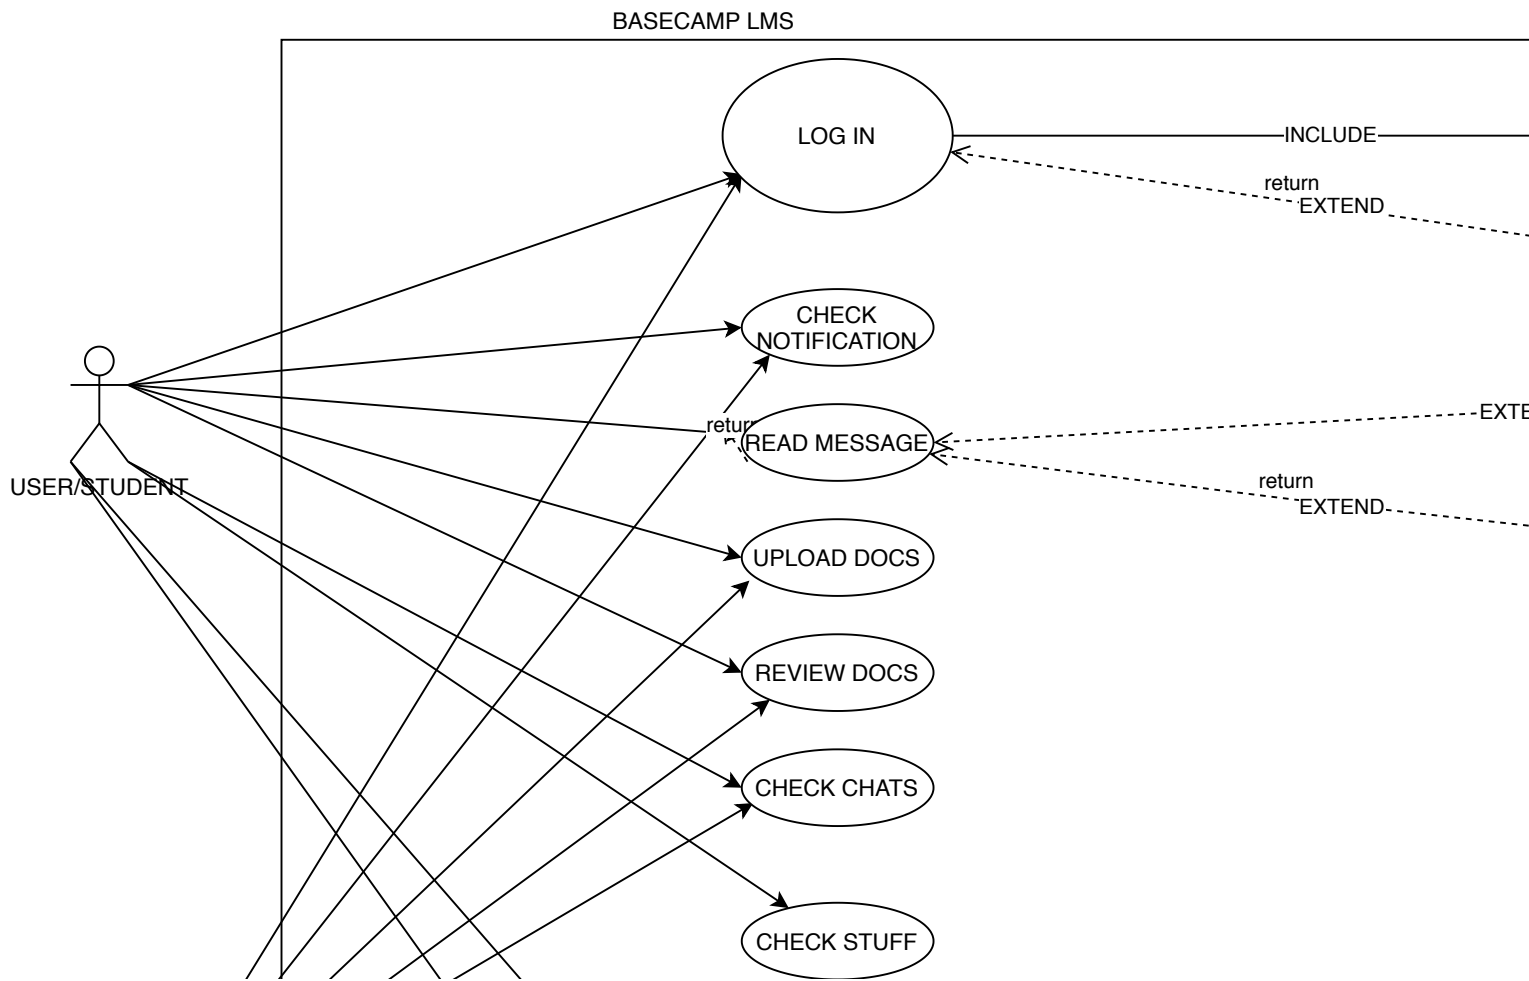 BASECAMP LMS
LOG IN
INCLUDE
return
EXTEND
CHECK
NOTIFICATION
return
READ MESSAGE
EXTE
return
EXTEND
USER/STUDENT
UPLOAD DOCS
REVIEW DOCS
CHECK CHATS
CHECK STUFF